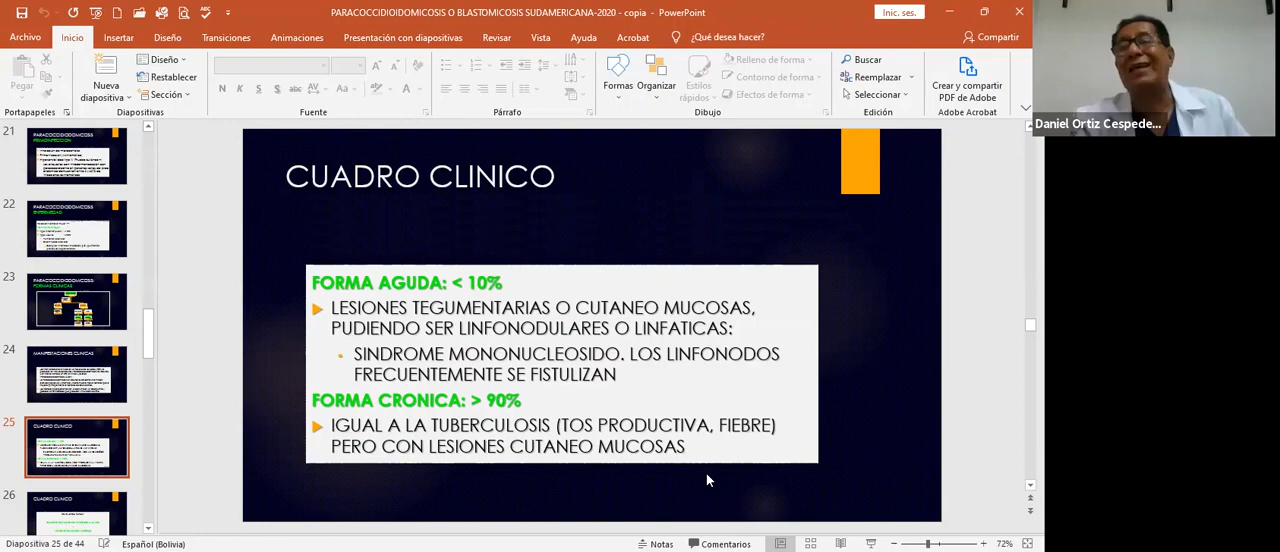 PARACOCCIDIOIDOMICOSIS O BLASTOMICOSIS SUDAMERICANA-2020 - copia - PowerPoint
Inic. ses.
Archivo Inicio Insertar Diseño Transiciones Animaciones Presentación con diapositivas Revisar Vista Ayuda Acrobat ¿Qué desea hacer? Compartir
Pegar
Nueva diapositiva
Diseño
Restablecer
Sección
N K S abc AV Aa A
Formas Organizar Estilos rápidos
Relleno de forma
Contorno de forma
Efectos de forma
Buscar
Reemplazar
Seleccionar
Crear y compartir PDF de Adobe
Portapapeles Diapositivas Fuente Párrafo Dibujo Edición Adobe Acrobat
Daniel Ortiz Cespede...
21
22
23
24
MANIFESTACIONES CLINICAS
25
CUADRO CLINICO
26
CUADRO CLINICO
CUADRO CLINICO
FORMA AGUDA: < 10%
LESIONES TEGUMENTARIAS O CUTANEO MUCOSAS,
PUDIENDO SER LINFONODULARES O LINFATICAS:
SINDROME MONONUCLEOSIDO. LOS LINFONODOS
FRECUENTEMENTE SE FISTULIZAN
FORMA CRONICA: > 90%
IGUAL A LA TUBERCULOSIS (TOS PRODUCTIVA, FIEBRE)
PERO CON LESIONES CUTANEO MUCOSAS
Diapositiva 25 de 44 Español (Bolivia) Notas Comentarios 72%